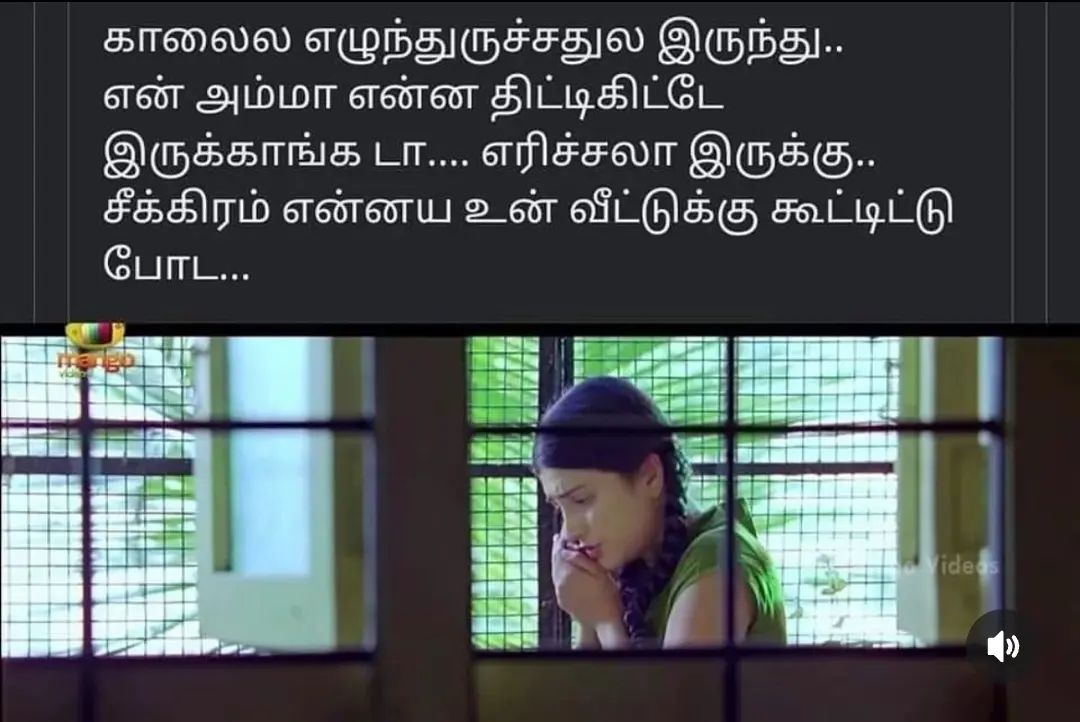 காலைல எழுந்துருச்சதுல இருந்து..
என் அம்மா என்ன திட்டிகிட்டே
இருக்காங்க டா.... எரிச்சலா இருக்கு..
சீக்கிரம் என்னய உன் வீட்டுக்கு கூட்டிட்டு
போட...
mango
Videos